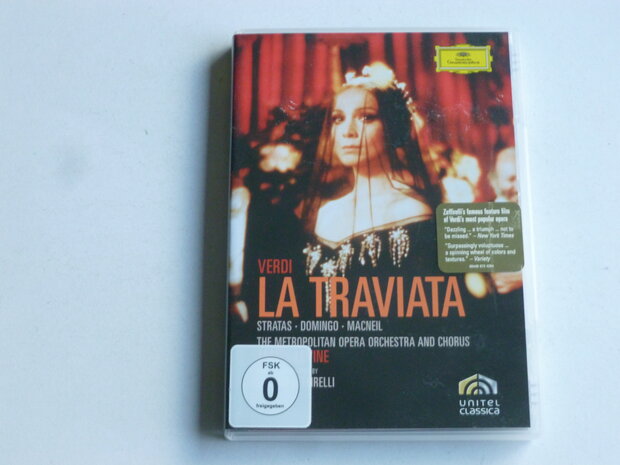 Deutsche
Grammophon
Zeffirelli's famous feature film
of Verdi's most popular opera
"Dazzling ... a triumph ... not
to be missed." – New York Times
"Surpassingly voluptuous ...
a spinning wheel of colors and
textures." – Variety
VERDI
LA TRAVIATA
STRATAS · DOMINGO · MACNEIL
THE METROPOLITAN OPERA ORCHESTRA AND CHORUS
INE
BY
IRELLI
FSK
ab
0
freigegeben
UNITEL
CLASSICA